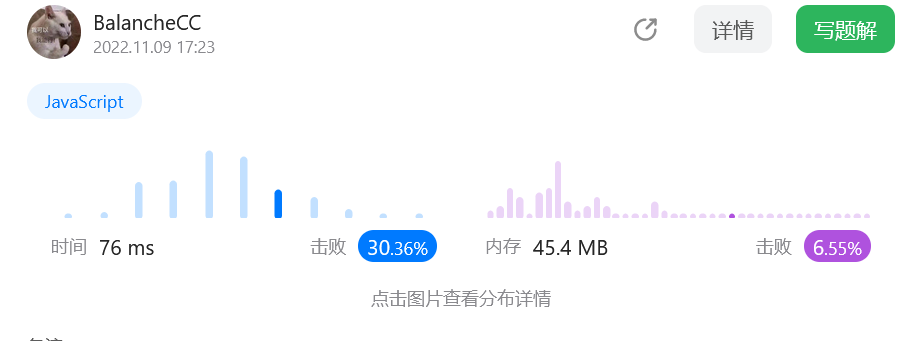 BalancheCC
2022.11.09 17:23
详情
写题解
JavaScript
时间 76 ms 击败 30.36%
内存 45.4 MB 击败 6.55%
点击图片查看分布详情